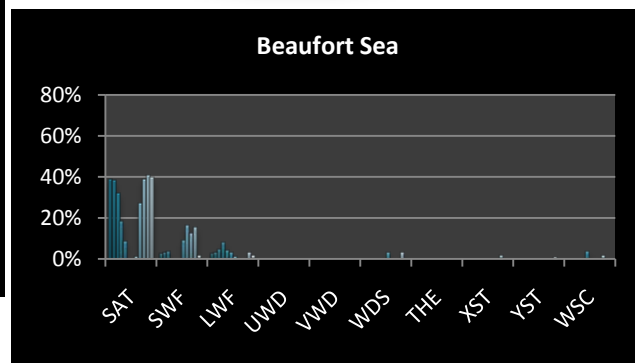 Beaufort Sea
80%
60%
40%
20%
0%
SAT SWF LWF UWD VWD WDS THE XST YST WSC